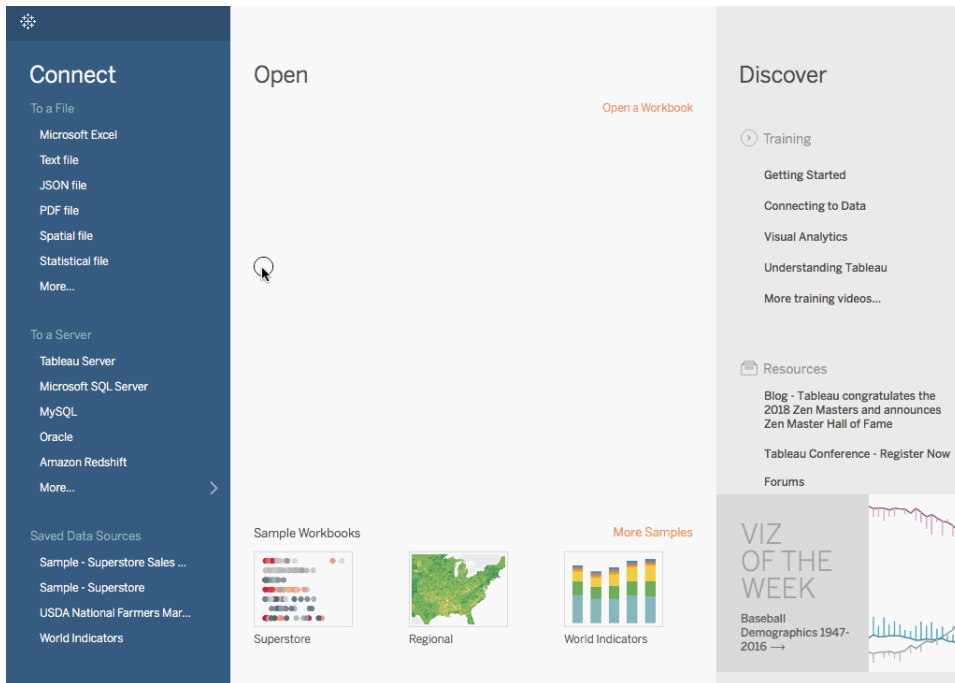 Connect
To a File
Microsoft Excel
Text file
JSON file
PDF file
Spatial file
Statistical file
More...
To a Server
Tableau Server
Microsoft SQL Server
MySQL
Oracle
Amazon Redshift
More...
Saved Data Sources
Sample - Superstore Sales ...
Sample - Superstore
USDA National Farmers Mar...
World Indicators
Open
Open a Workbook
Sample Workbooks
More Samples
Superstore
Regional
World Indicators
Discover
Training
Getting Started
Connecting to Data
Visual Analytics
Understanding Tableau
More training videos...
Resources
Blog - Tableau congratulates the
2018 Zen Masters and announces
Zen Master Hall of Fame
Tableau Conference - Register Now
Forums
VIZ
OF THE
WEEK
Baseball
Demographics 1947-
2016 →